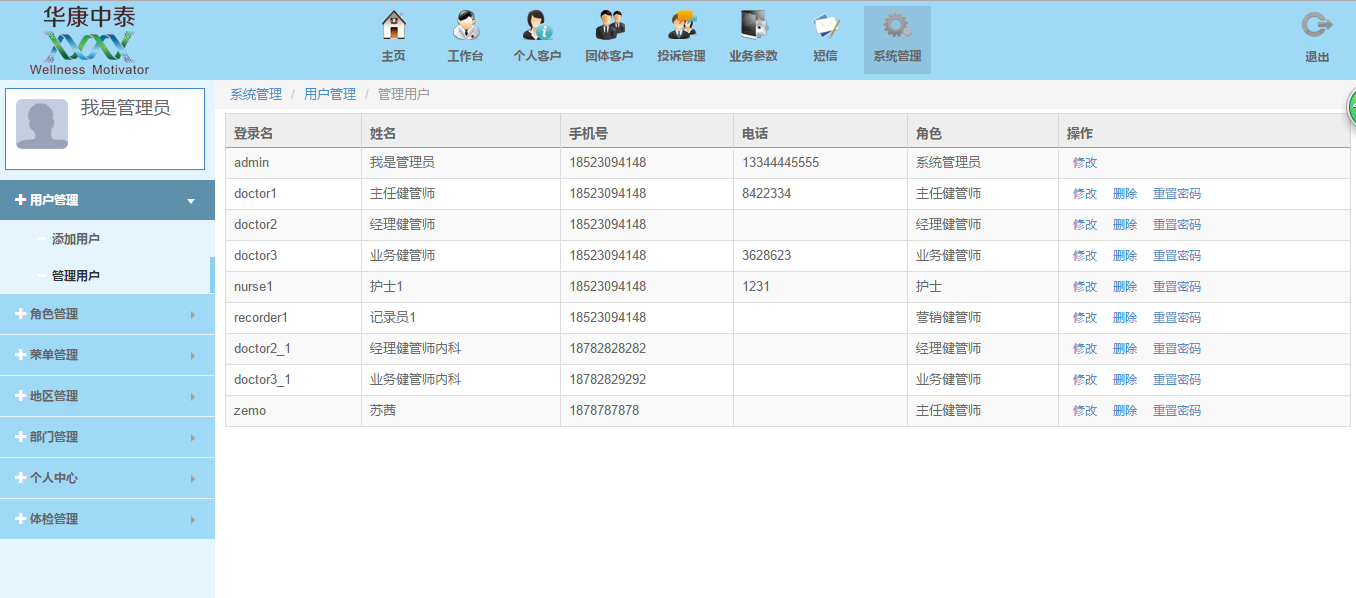 华康中泰
Wellness Motivator
主页 工作台 个人客户 团体客户 投诉管理 业务参数 短信 系统管理 退出
我是管理员
用户管理
添加用户
管理用户
角色管理
荣单管理
地区管理
部门管理
个人中心
体检管理
系统管理 / 用户管理 / 管理用户
登录名 姓名 手机号 电话 角色 操作
admin 我是管理员 18523094148 13344445555 系统管理员 修改
doctor1 主任健管师 18523094148 8422334 主任健管师 修改 删除 重置密码
doctor2 经理健管师 18523094148 经理健管师 修改 删除 重置密码
doctor3 业务健管师 18523094148 3628623 业务健管师 修改 删除 重置密码
nurse1 护士1 18523094148 1231 护士 修改 删除 重置密码
recorder1 记录员1 18523094148 营销健管师 修改 删除 重置密码
doctor2_1 经理健管师内科 18782828282 经理健管师 修改 删除 重置密码
doctor3_1 业务健管师内科 18782829292 业务健管师 修改 删除 重置密码
zemo 苏茜 1878787878 主任健管师 修改 删除 重置密码